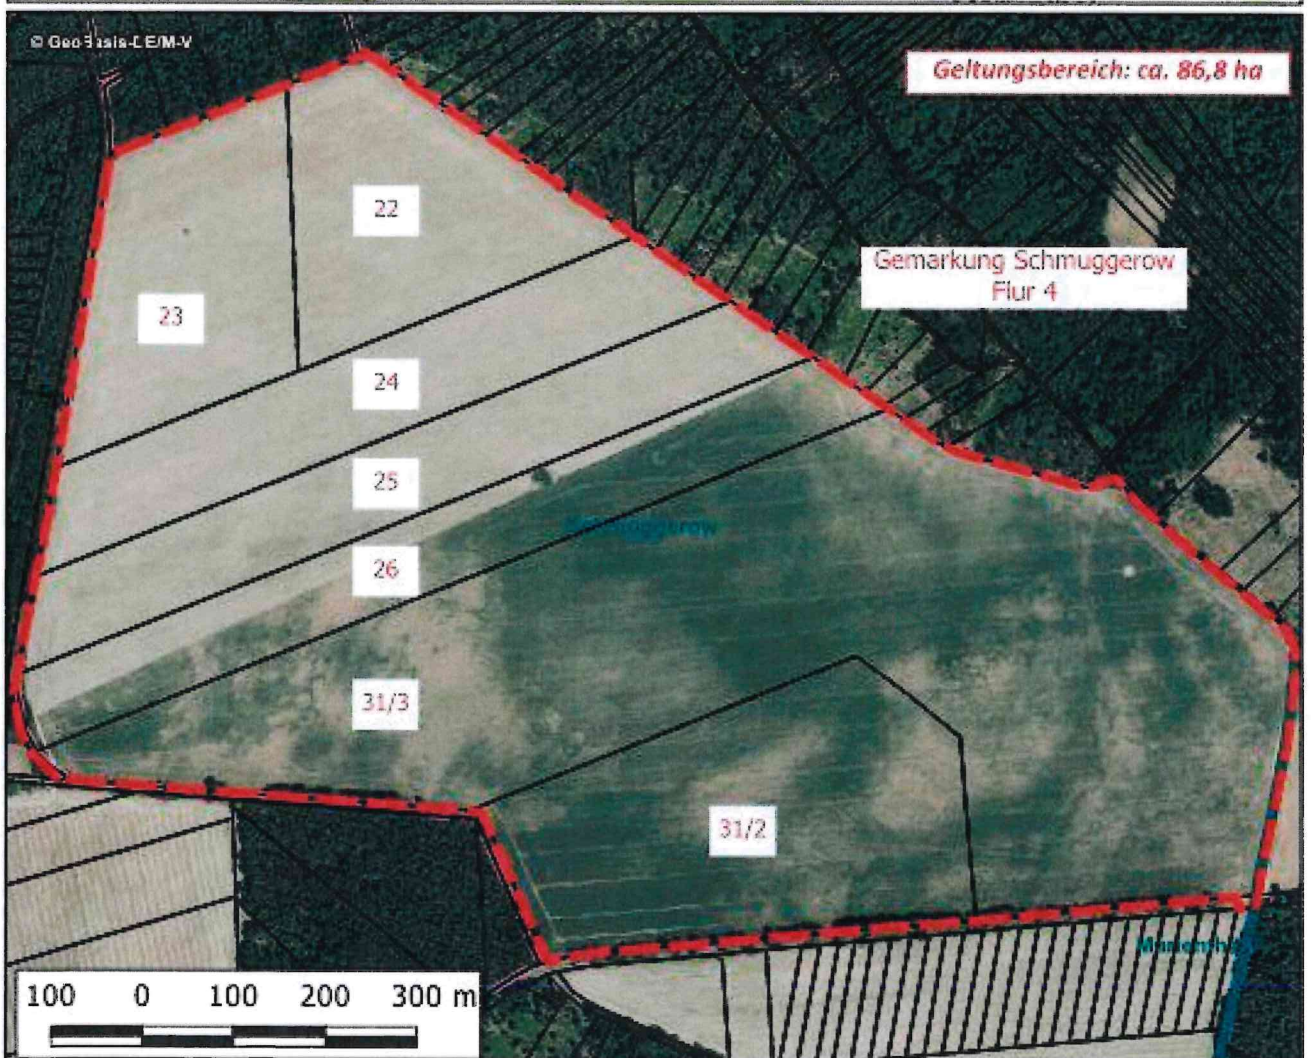 © GeoBasis-DE/M-V
Geltungsbereich: ca. 86,8 ha
22
Gemarkung Schmuggerow
Flur 4
23
24
25
Schmuggerow
26
31/3
31/2
100 0 100 200 300 m